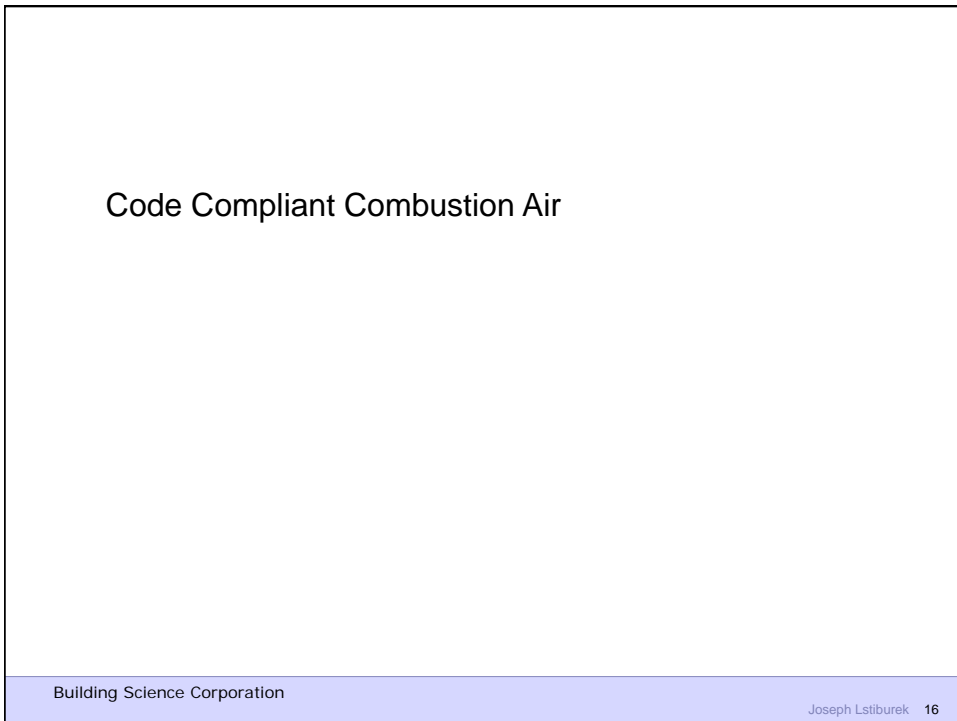 Code Compliant Combustion Air
Building Science Corporation
Joseph Lstiburek 16